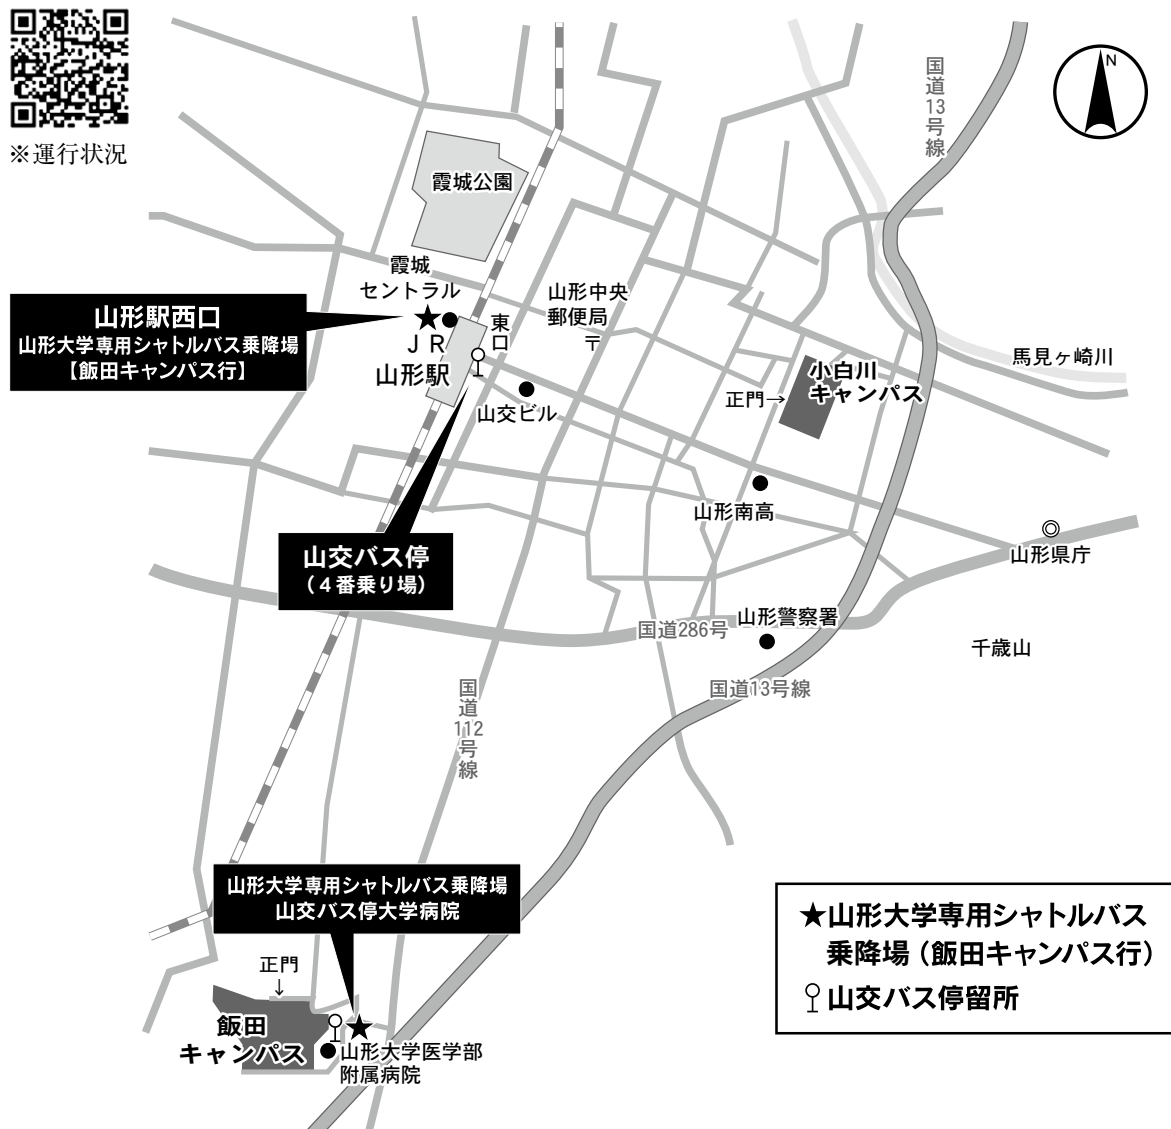 ※運行状況
N
国道13号線
霞城公園
霞城
セントラル
山形駅西口
山形大学専用シャトルバス乗降場
【飯田キャンパス行】
東口
JR
山形駅
山形中央
郵便局
〒
山交ビル
馬見ヶ崎川
小白川
キャンパス
正門→
山形南高
山形県庁
山交バス停
(4番乗り場)
山形警察署
国道286号
千歳山
国道13号線
国道112号線
山形大学専用シャトルバス乗降場
山交バス停大学病院
正門
↓
飯田
キャンパス
山形大学医学部
附属病院
★山形大学専用シャトルバス
乗降場(飯田キャンパス行)
山交バス停留所